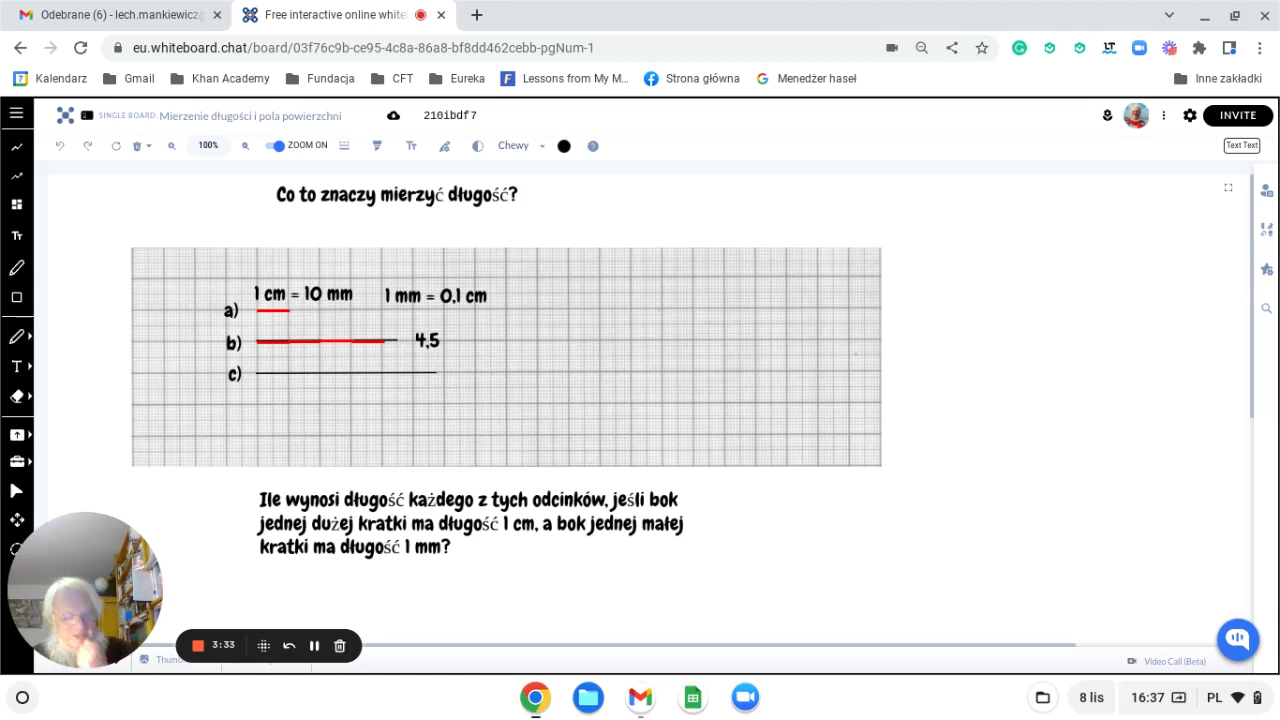 Odebrane (6) - lech.mankiewicz@
Free interactive online white
eu.whiteboard.chat/board/03f76c9b-ce95-4c8a-86a8-bf8dd462cebb-pgNum-1
Kalendarz Gmail Khan Academy Fundacja CFT Eureka Lessons from My M... Strona główna Menedżer haseł Inne zakładki
SINGLE BOARD: Mierzenie długości i pola powierzchni 210ibdf7 INVITE
100% ZOOM ON Tт Chewy Text Text
Co to znaczy mierzyć długość?
1 cm = 10 mm 1 mm = 0,1 cm
a)
b) 4,5
c)
Ile wynosi długość każdego z tych odcinków, jeśli bok
jednej dużej kratki ma długość 1 cm, a bok jednej małej
kratki ma długość 1 mm?
3:33
Thum
Video Call (Beta)
8 lis 16:37 PL